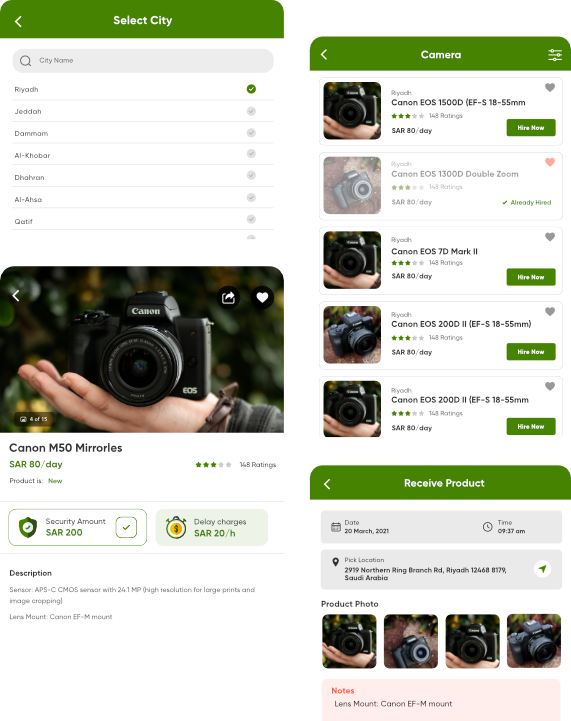 Select City
City Name
Riyadh
Jeddah
Dammam
Al-Khobar
Dhahran
Al-Ahsa
Qatif
Canon
EOS
4 of 15
Canon M50 Mirrorles
SAR 80/day
148 Ratings
Product is: New
Security Amount
SAR 200
Delay charges
SAR 20/h
Description
Sensor: APS-C CMOS sensor with 24.1 MP (high resolution for large prints and
image cropping)
Lens Mount: Canon EF-M mount
Camera
Riyadh
Canon EOS 1500D (EF-S 18-55mm
148 Ratings
SAR 80/day
Hire Now
Riyadh
Canon EOS 1300D Double Zoom
148 Ratings
SAR 80/day
Already Hired
Riyadh
Canon EOS 7D Mark II
148 Ratings
SAR 80/day
Hire Now
Riyadh
Canon EOS 200D II (EF-S 18-55mm)
148 Ratings
SAR 80/day
Hire Now
Riyadh
Canon EOS 200D II (EF-S 18-55mm
148 Ratings
SAR 80/day
Hire Now
Receive Product
Date
20 March, 2021
Time
09:37 am
Pick Location
2919 Northern Ring Branch Rd, Riyadh 12468 8179,
Saudi Arabia
Product Photo
Notes
Lens Mount: Canon EF-M mount